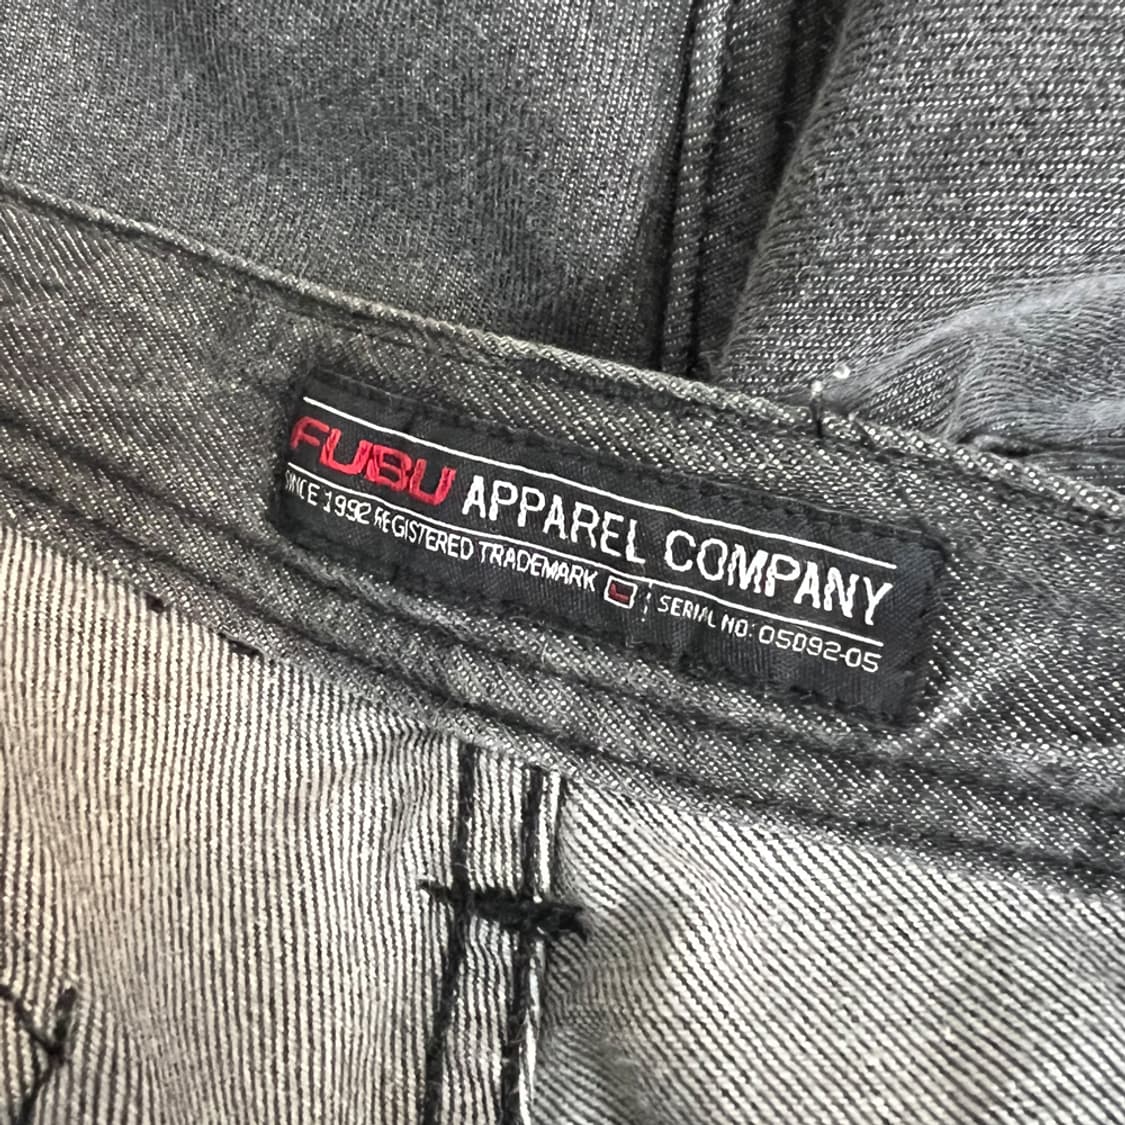 FUBU APPAREL COMPANY
SINCE 1992 REGISTERED TRADEMARK SERIAL NO: 05092-05